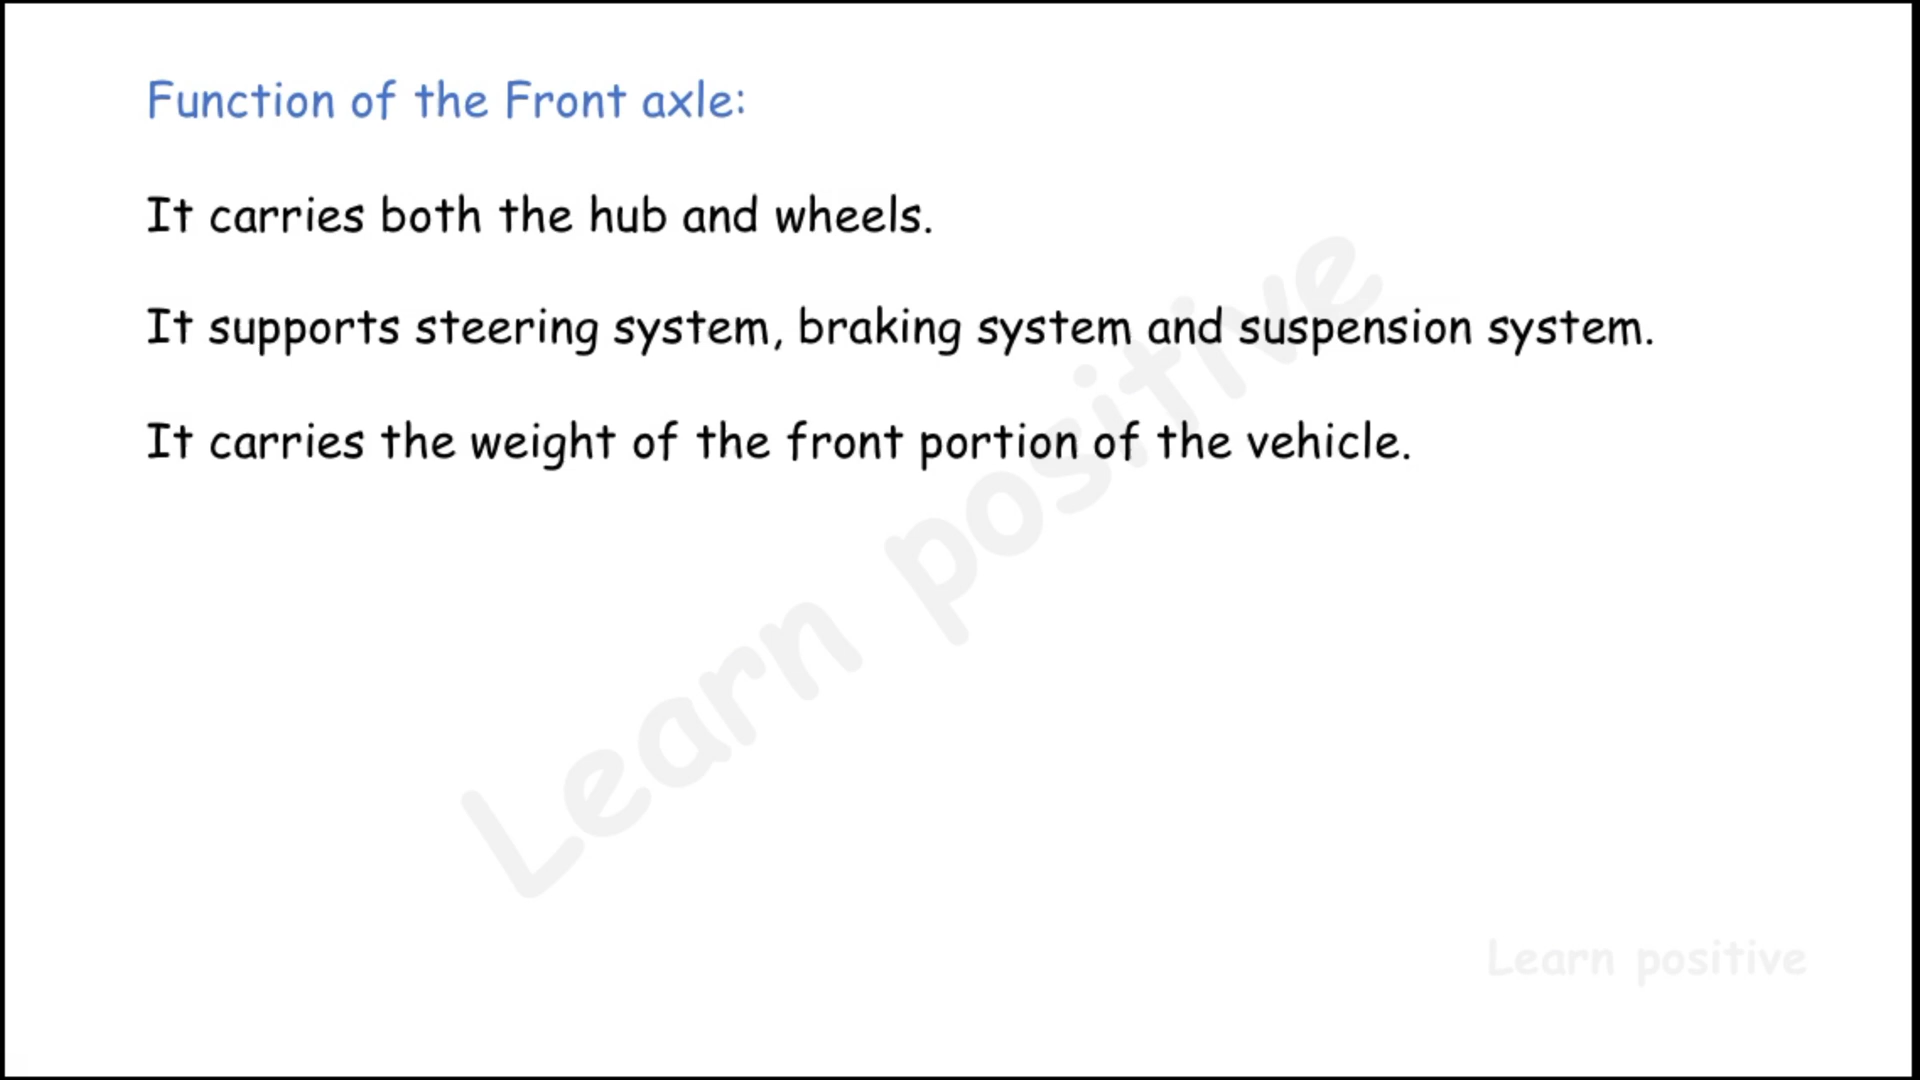 Function of the Front axle:
It carries both the hub and wheels.
It supports steering system, braking system and suspension system.
It carries the weight of the front portion of the vehicle.
Learn positive
Learn positive